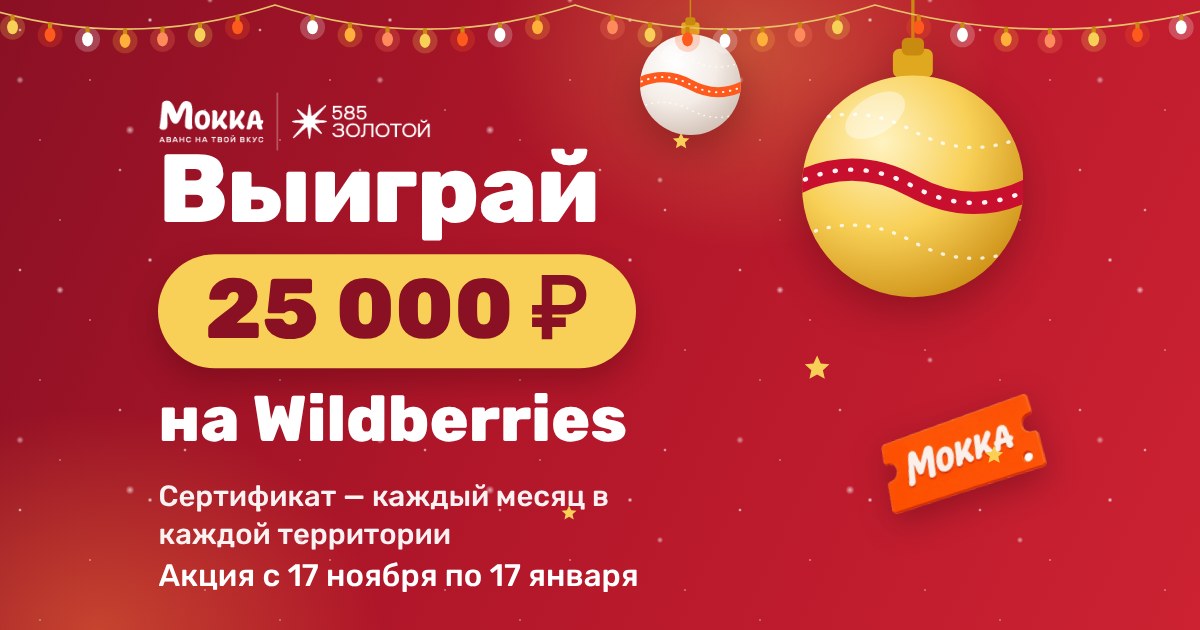 Мокка
АВАНС НА ТВОЙ ВКУС
585
ЗОЛОТОЙ
Выиграй
25 000 ₽
на Wildberries
Сертификат — каждый месяц в
каждой территории
Акция с 17 ноября по 17 января
Мокка